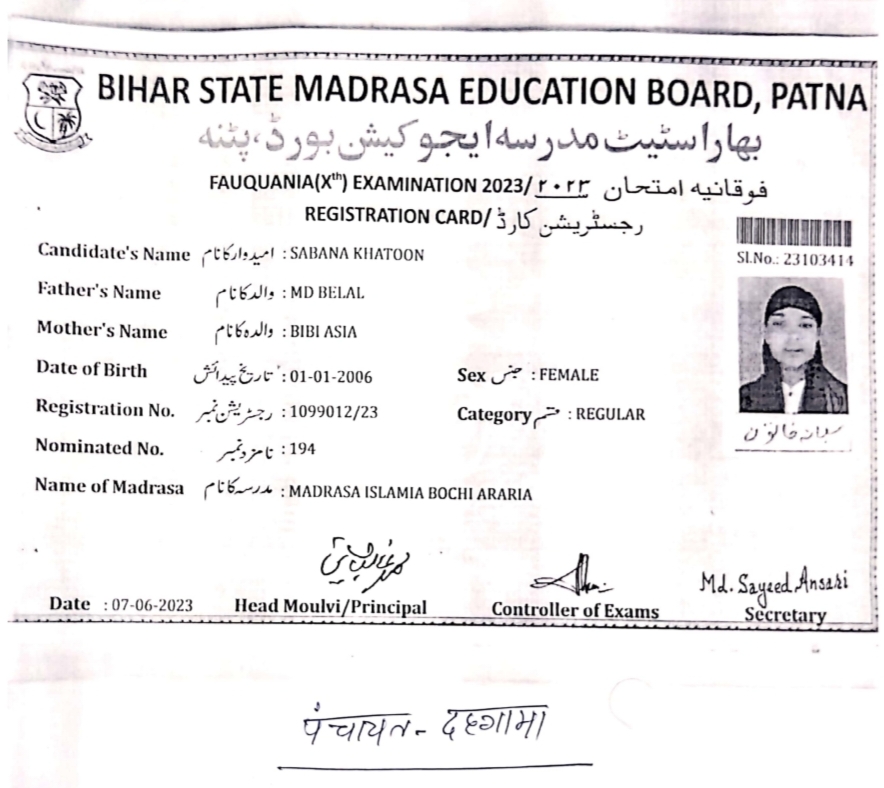 BIHAR STATE MADRASA EDUCATION BOARD, PATNA
بہار اسٹیٹ مدرسہ ایجوکیشن بورڈ، پٹنہ
FAUQUANIA(Xth) EXAMINATION 2023/ فوقانیہ امتحان ۲۰۲۳
REGISTRATION CARD/ رجسٹریشن کارڈ
Sl.No.: 23103414
Candidate's Name امیدوار کا نام : SABANA KHATOON
Father's Name والد کا نام : MD BELAL
Mother's Name والدہ کا نام : BIBI ASIA
Date of Birth تاریخ پیدائش : 01-01-2006 Sex جنس : FEMALE
Registration No. رجسٹریشن نمبر : 1099012/23 Category قسم : REGULAR
سبانہ خاتون
Nominated No. نامزد نمبر : 194
Name of Madrasa مدرسہ کا نام : MADRASA ISLAMIA BOCHI ARARIA
Md. Sayeed Ansari
Date : 07-06-2023 Head Moulvi/Principal Controller of Exams Secretary
पंचायत - दहगामा